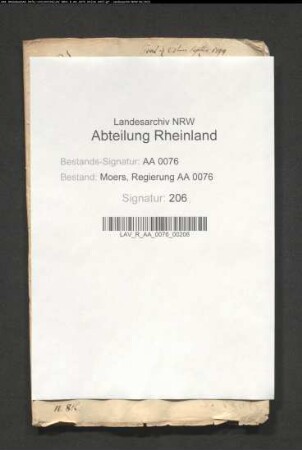 Landesarchiv NRW
Abteilung Rheinland
Bestands-Signatur: AA 0076
Bestand: Moers, Regierung AA 0076
Signatur: 206
LAV_R_AA_0076_00206